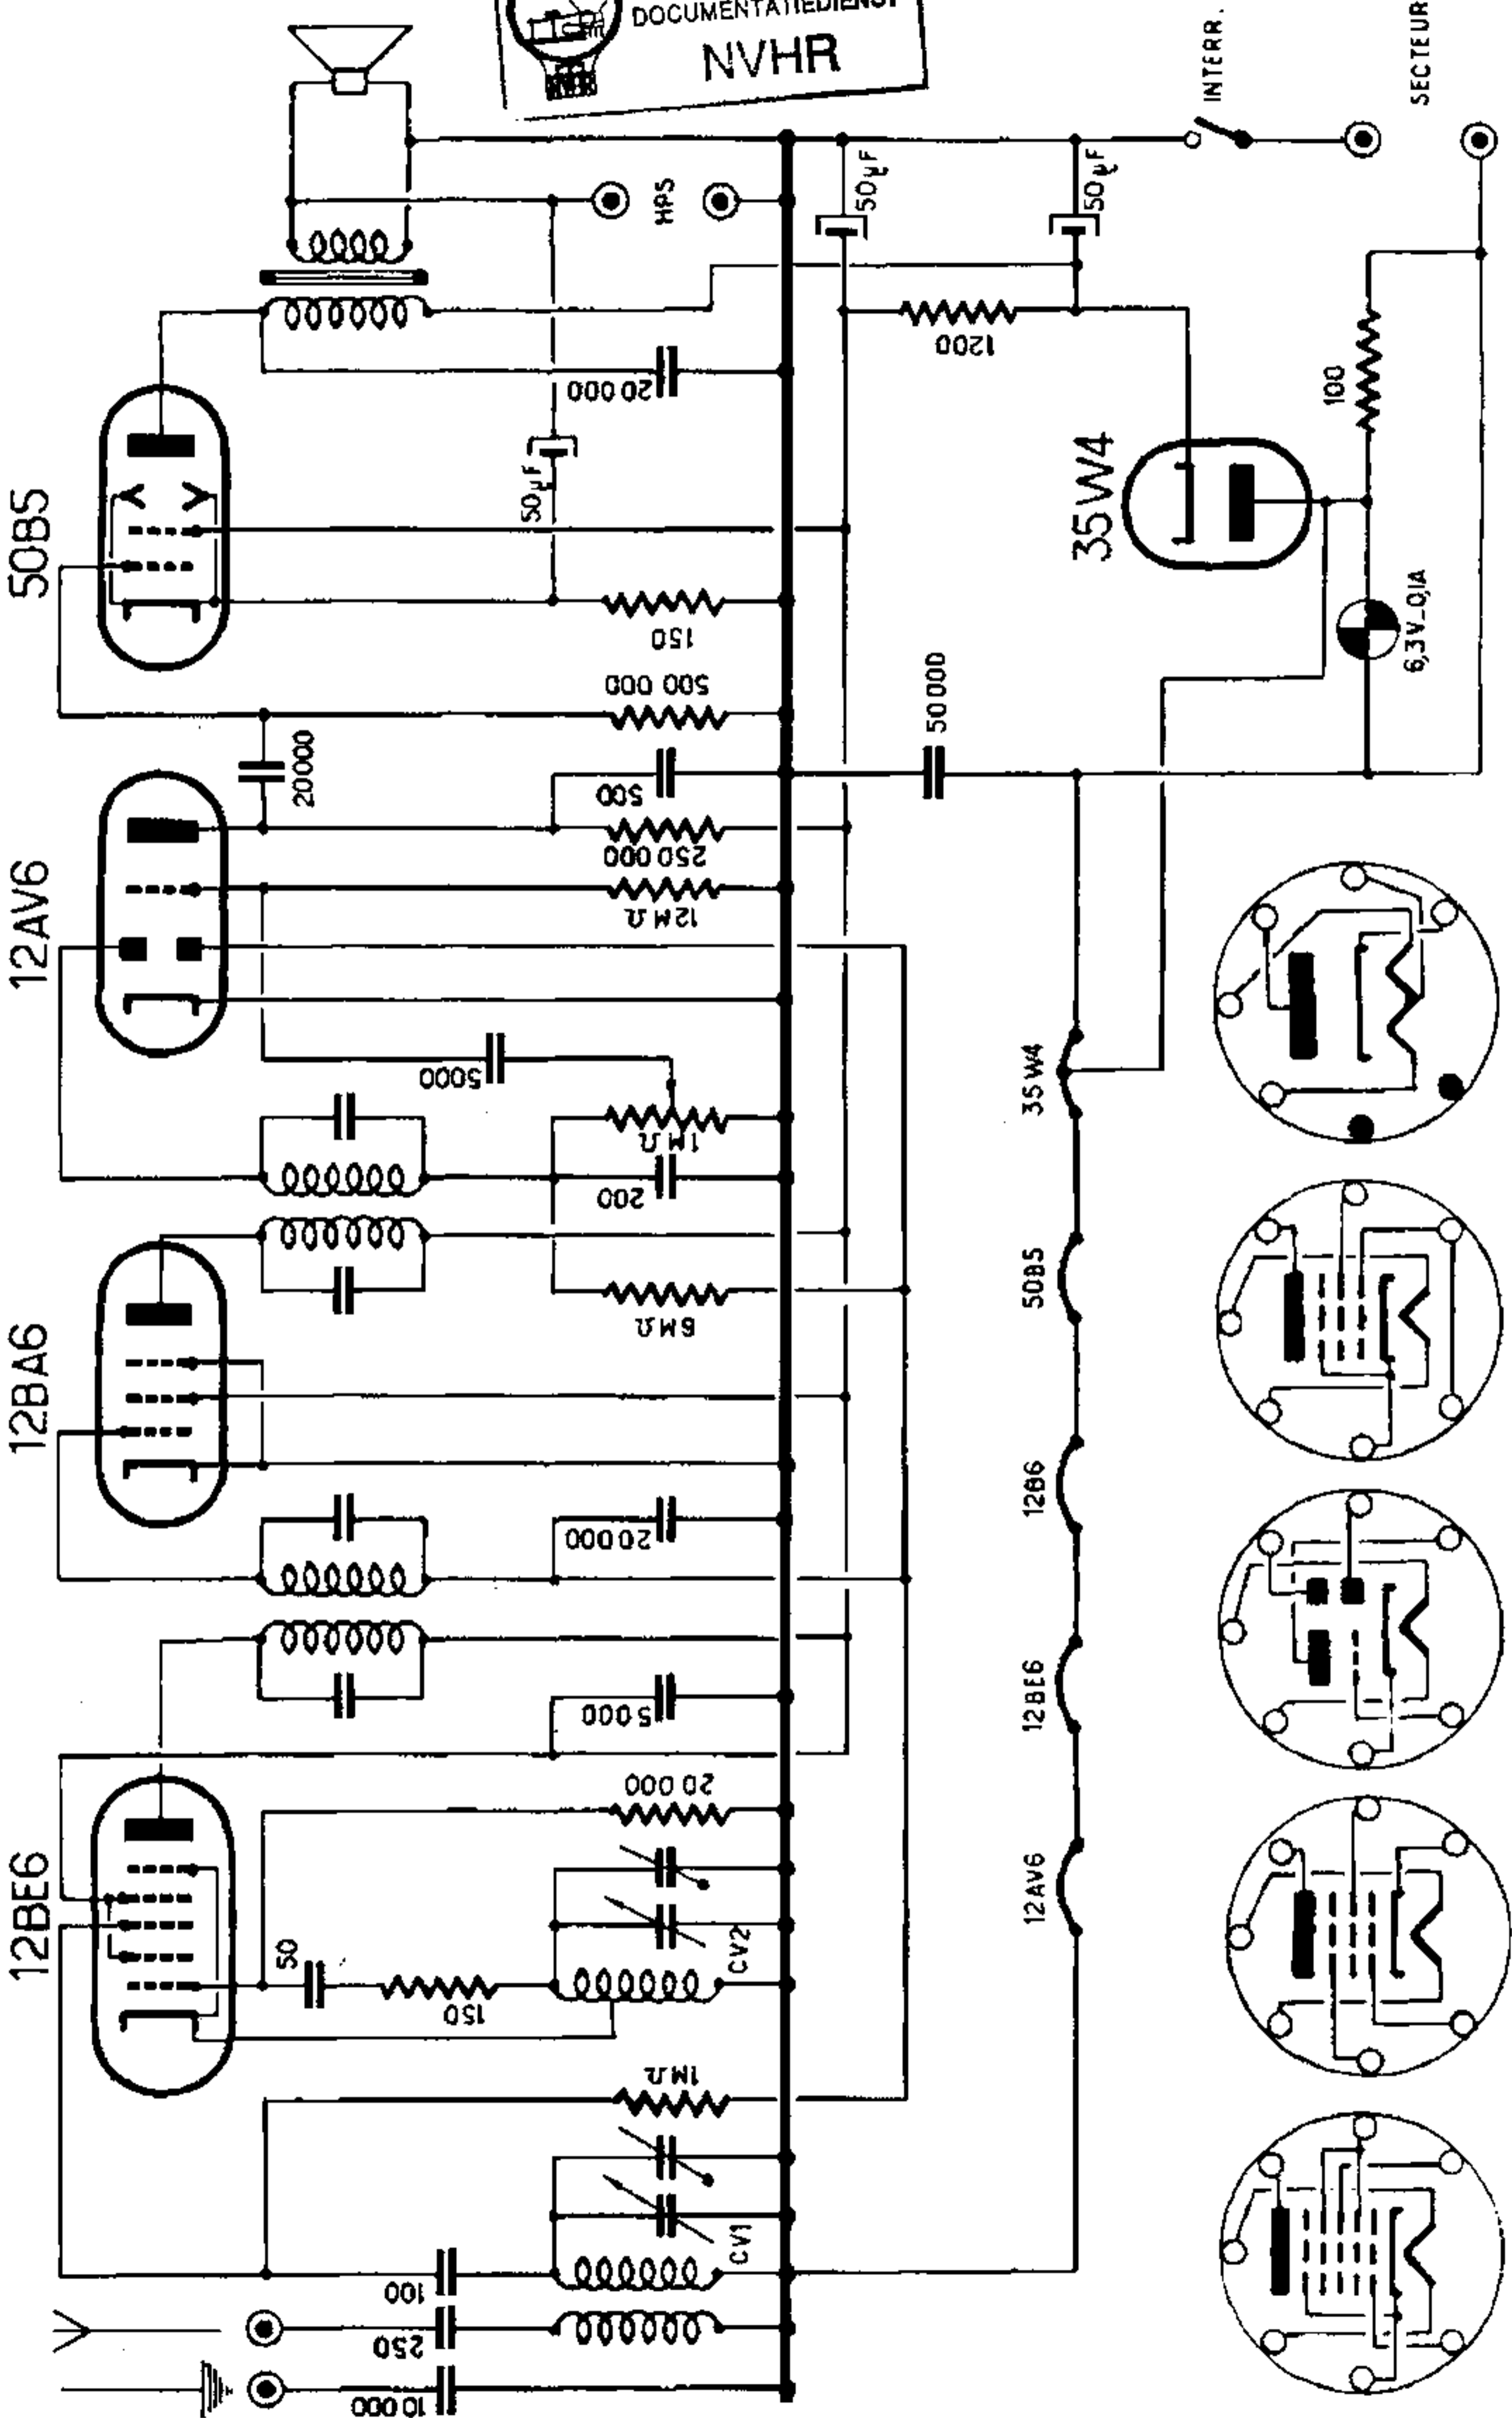 12BE6
12BA6
12AV6
50B5
DOCUMENTATIEDIENST
NVHR
10 000
250
100
CV1
1MΩ
150
50
CV2
20 000
5000
20 000
6MΩ
200
1MΩ
5000
12MΩ
250 000
500
20000
500 000
150
50µF
20 000
HPS
50µF
50µF
1200
50000
INTERR.
SECTEUR
12AV6
12BE6
12B6
50B5
35W4
35W4
100
6,3V_0,1A